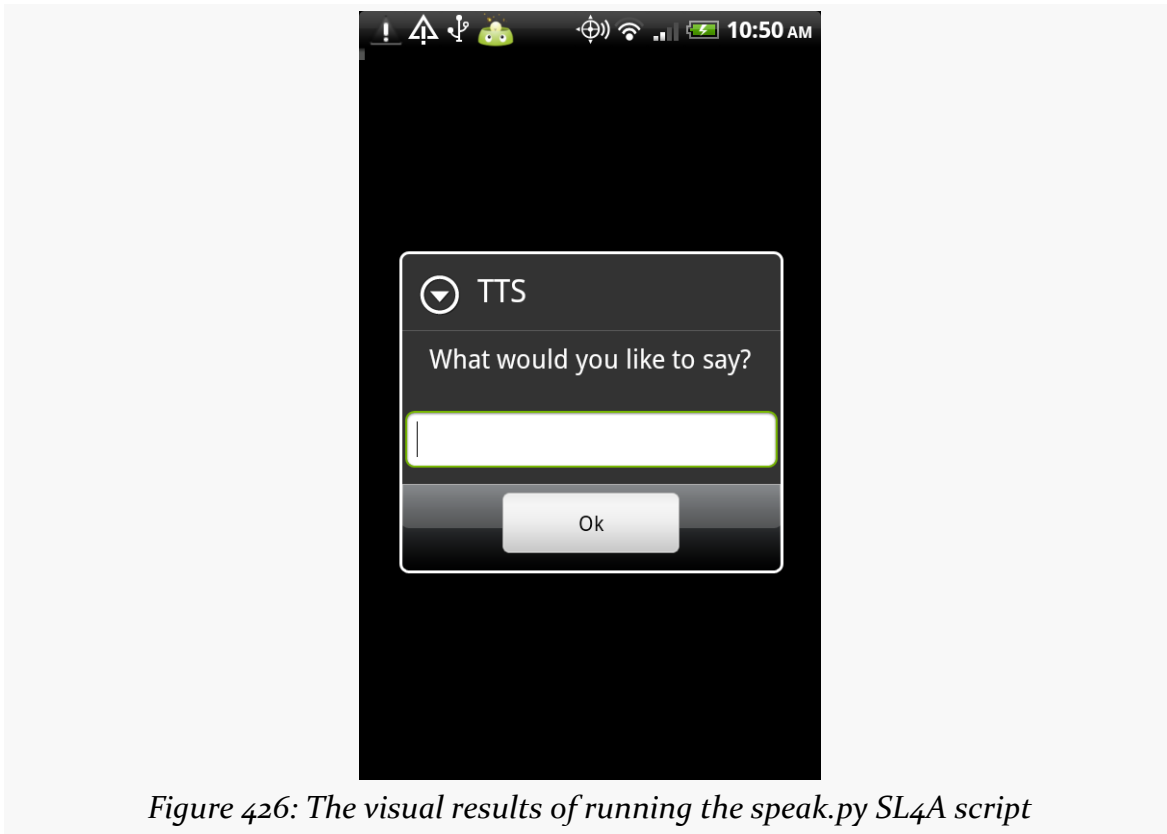 10:50 AM
TTS
What would you like to say?
Ok
Figure 426: The visual results of running the speak.py SL4A script